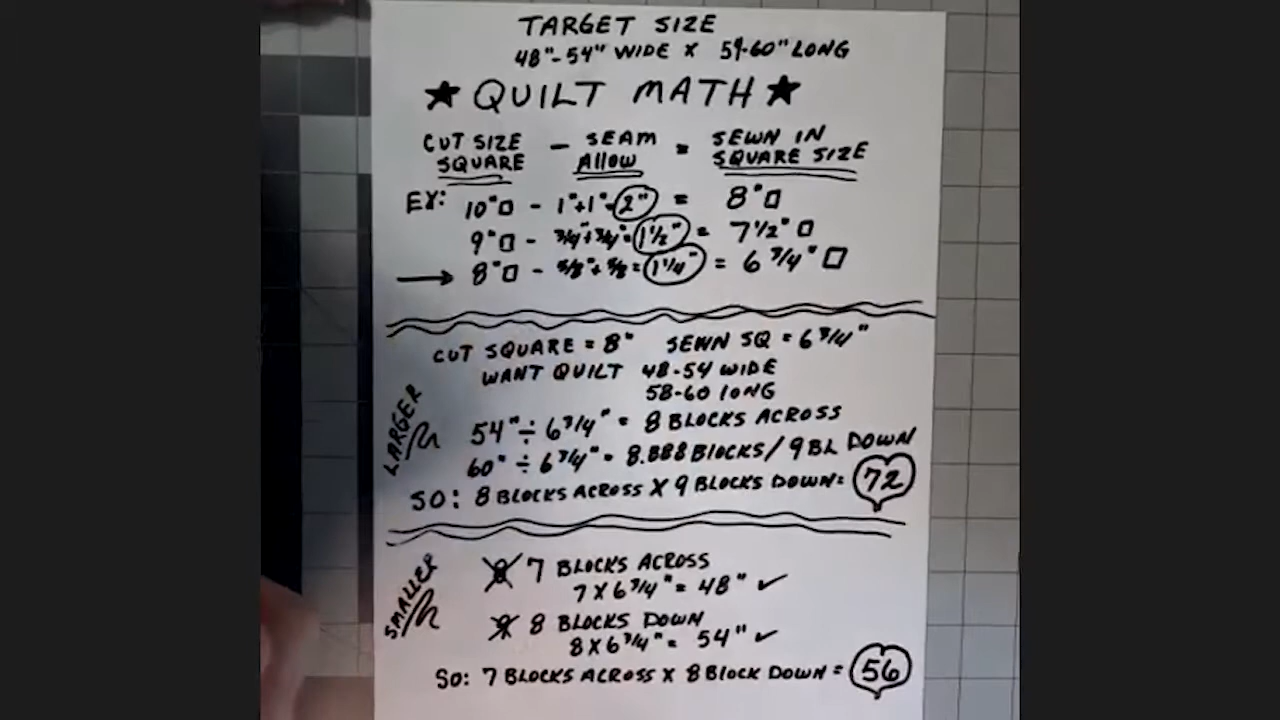 TARGET SIZE
48"-54" WIDE x 54-60" LONG
★ QUILT MATH ★
CUT SIZE SQUARE - SEAM Allow = SEWN IN SQUARE SIZE
EX: 10"□ - 1"+1"=2" = 8"□
9"□ - 3/4"+3/4"=1 1/2" = 7 1/2"□
→ 8"□ - 5/8"+5/8=1 1/4" = 6 3/4"□
CUT SQUARE = 8" SEWN SQ = 6 3/4"
WANT QUILT 48-54 WIDE
58-60 LONG
LARGER
54" ÷ 6 3/4" = 8 BLOCKS ACROSS
60" ÷ 6 3/4" = 8.888 BLOCKS/ 9 BL DOWN
SO: 8 BLOCKS ACROSS X 9 BLOCKS DOWN= 72
SMALLER
8 7 BLOCKS ACROSS
7 X 6 3/4" = 48" ✓
9 8 BLOCKS DOWN
8 X 6 3/4" = 54" ✓
SO: 7 BLOCKS ACROSS X 8 BLOCK DOWN = 56